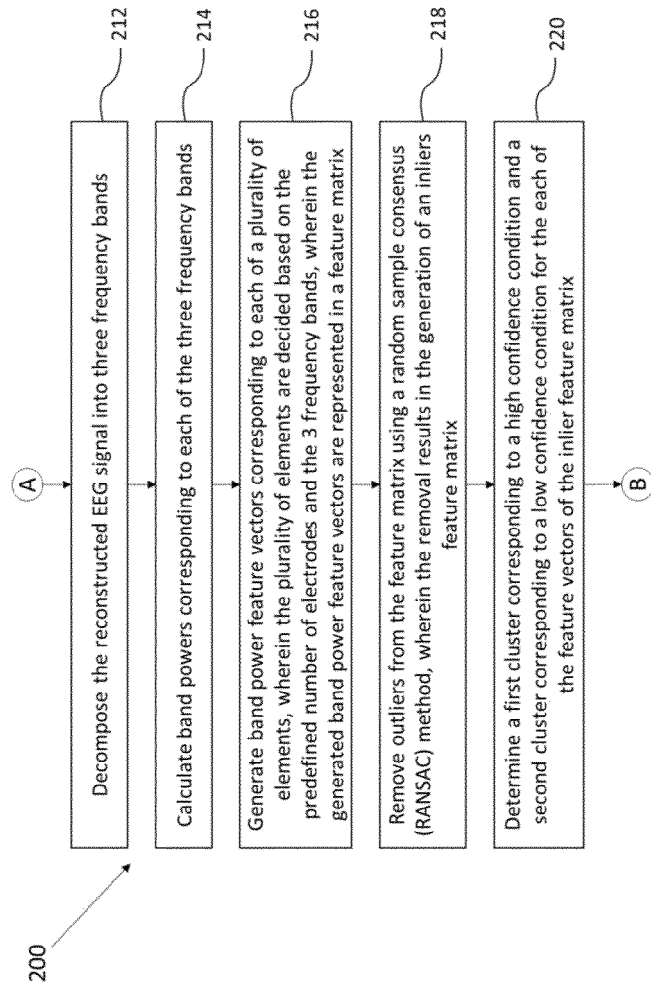 200
A
Decompose the reconstructed EEG signal into three frequency bands
212
Calculate band powers corresponding to each of the three frequency bands
214
Generate band power feature vectors corresponding to each of a plurality of
elements, wherein the plurality of elements are decided based on the
predefined number of electrodes and the 3 frequency bands, wherein the
generated band power feature vectors are represented in a feature matrix
216
Remove outliers from the feature matrix using a random sample consensus
(RANSAC) method, wherein the removal results in the generation of an inliers
feature matrix
218
Determine a first cluster corresponding to a high confidence condition and a
second cluster corresponding to a low confidence condition for the each of
the feature vectors of the inlier feature matrix
220
B